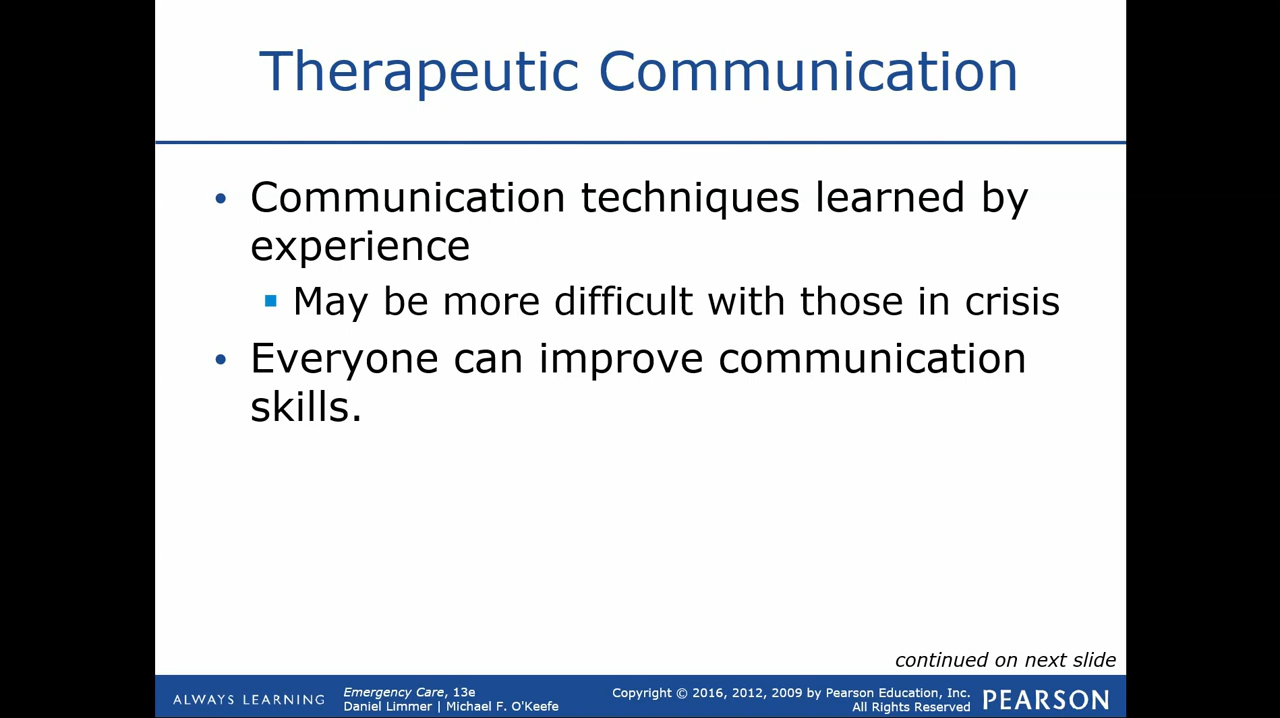 Therapeutic Communication
• Communication techniques learned by
experience
▪ May be more difficult with those in crisis
• Everyone can improve communication
skills.
continued on next slide
ALWAYS LEARNING
Emergency Care, 13e
Daniel Limmer | Michael F. O'Keefe
Copyright © 2016, 2012, 2009 by Pearson Education, Inc.
All Rights Reserved
PEARSON